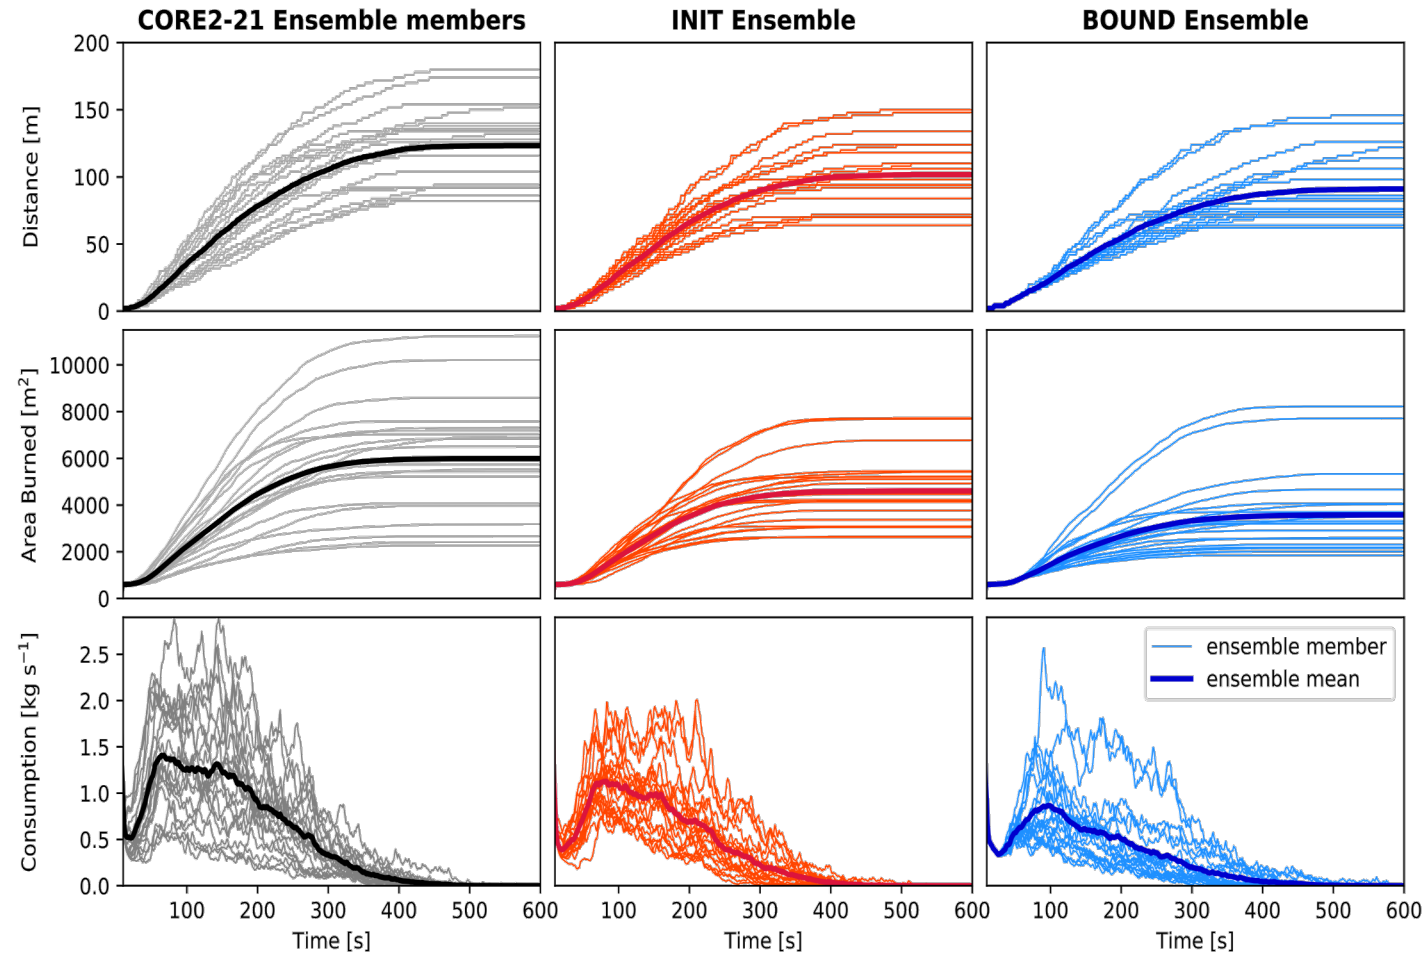 CORE2-21 Ensemble members
INIT Ensemble
BOUND Ensemble
Distance [m]
200
150
100
50
0
Area Burned [m²]
10000
8000
6000
4000
2000
0
Consumption [kg s⁻¹]
2.5
2.0
1.5
1.0
0.5
0.0
ensemble member
ensemble mean
100 200 300 400 500 600
100 200 300 400 500 600
100 200 300 400 500 600
Time [s]
Time [s]
Time [s]